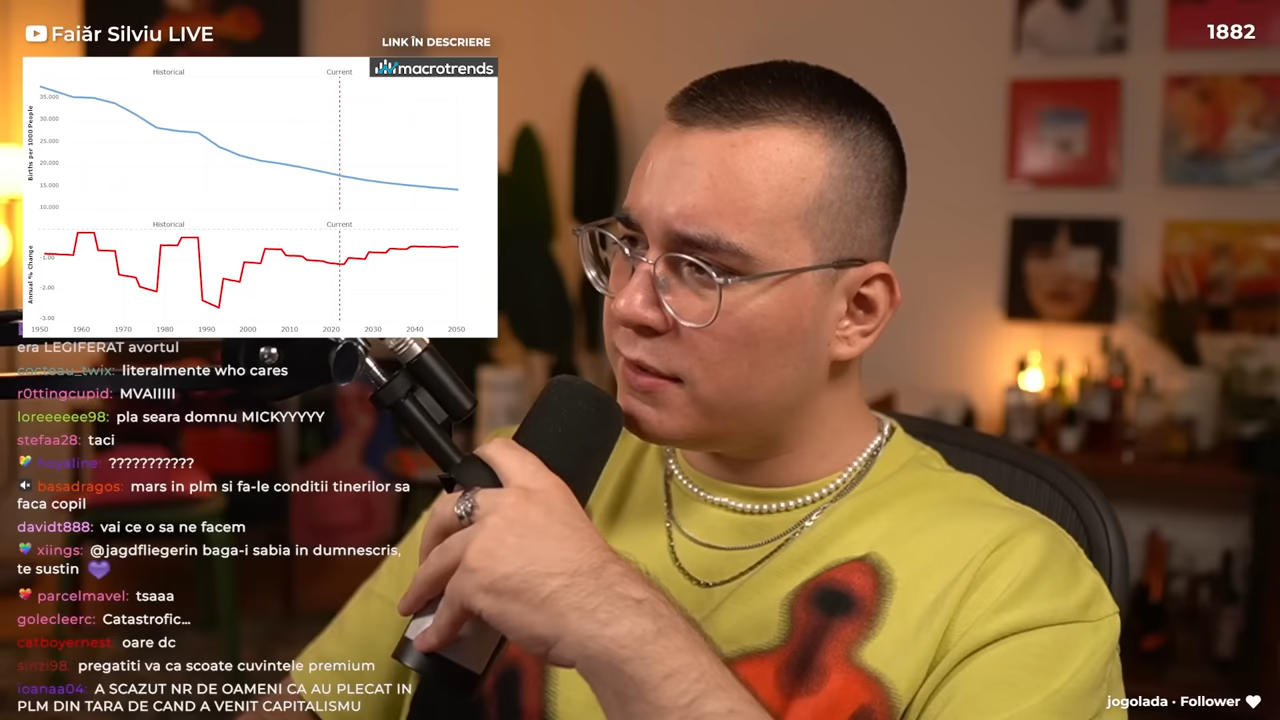 Faiăr Silviu LIVE
1882
LINK ÎN DESCRIERE
macrotrends
Historical
Current
Births per 1000 People
35.000
30.000
25.000
20.000
15.000
10.000
Historical
Current
Annual % Change
-1.00
-2.00
-3.00
1950 1960 1970 1980 1990 2000 2010 2020 2030 2040 2050
era LEGIFERAT avortul
cocteau_twix: literalmente who cares
r0ttingcupid: MVAIIIII
loreeeeee98: pla seara domnu MICKYYYYY
stefaa28: taci
???????????
basadragos: mars in plm si fa-le conditii tinerilor sa
faca copil
davidt888: vai ce o sa ne facem
xiings: @jagdfliegerin baga-i sabia in dumnescris,
te sustin
parcelmavel: tsaaa
golecleerc: Catastrofic...
catboyernest: oare dc
sinzi98: pregatiti va ca scoate cuvintele premium
ioanaa04: A SCAZUT NR DE OAMENI CA AU PLECAT IN
PLM DIN TARA DE CAND A VENIT CAPITALISMU
jogolada · Follower